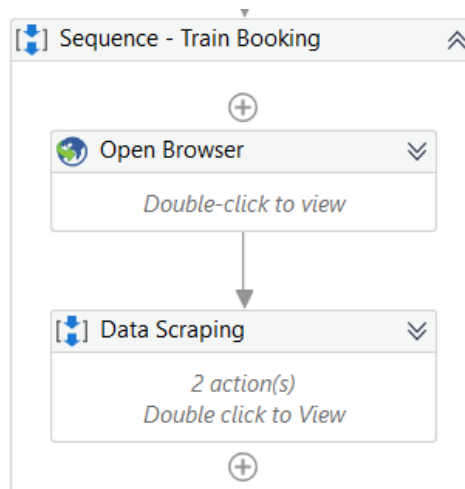 Sequence - Train Booking
Open Browser
Double-click to view
Data Scraping
2 action(s)
Double click to View